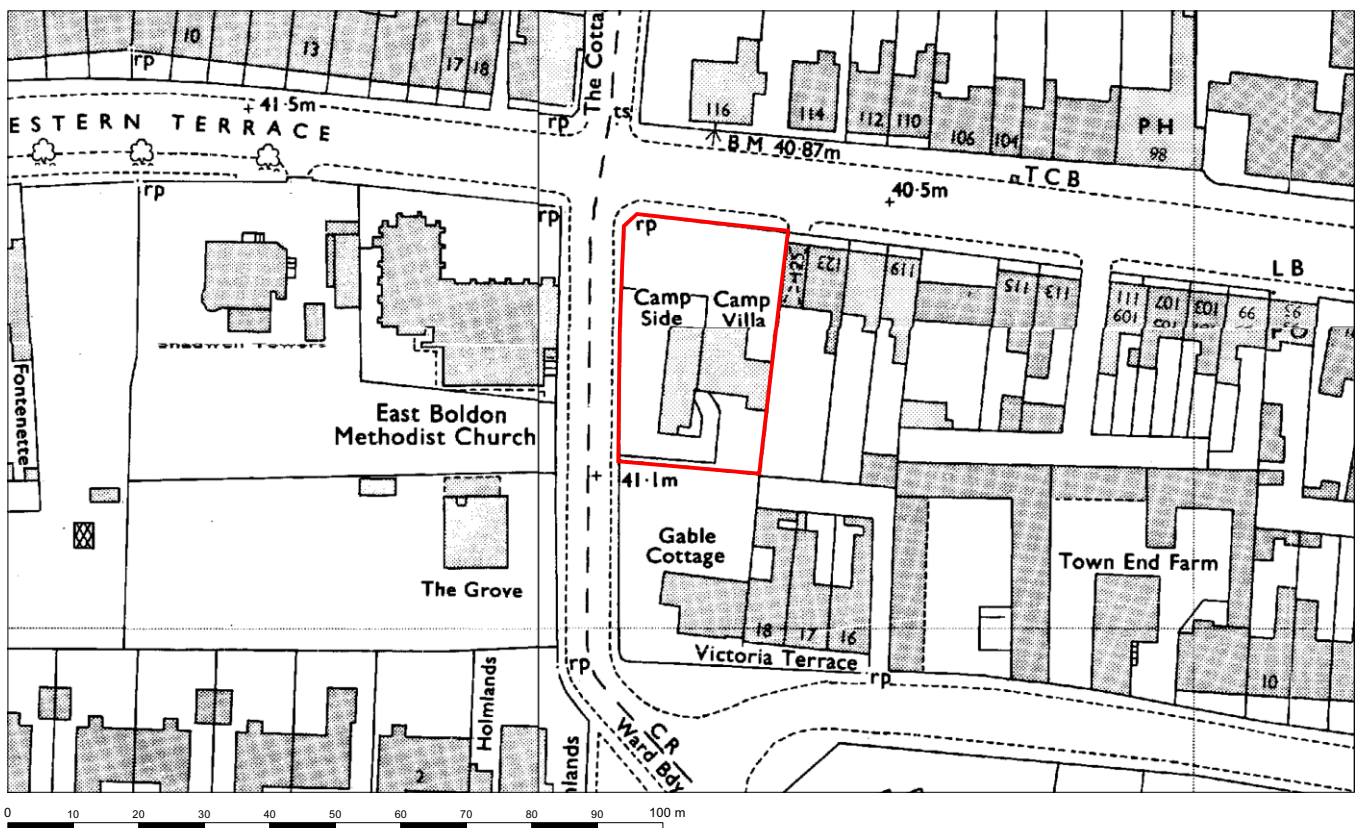 10
13
17
18
rp
The Cotta
116
114
112
110
106
104
PH
98
41·5m
ESTERN TERRACE
rp
ts
BM 40·87m
TCB
40·5m
rp
rp
rp
LB
Camp
Side
Camp
Villa
123
119
115
113
111
109
107
103
99
Fontenette
East Boldon
Methodist Church
41·1m
Gable
Cottage
The Grove
Town End Farm
18
17
16
Victoria Terrace
rp
rp
10
Holmlands
2
nlands
CR
Ward Bdy
0 10 20 30 40 50 60 70 80 90 100 m